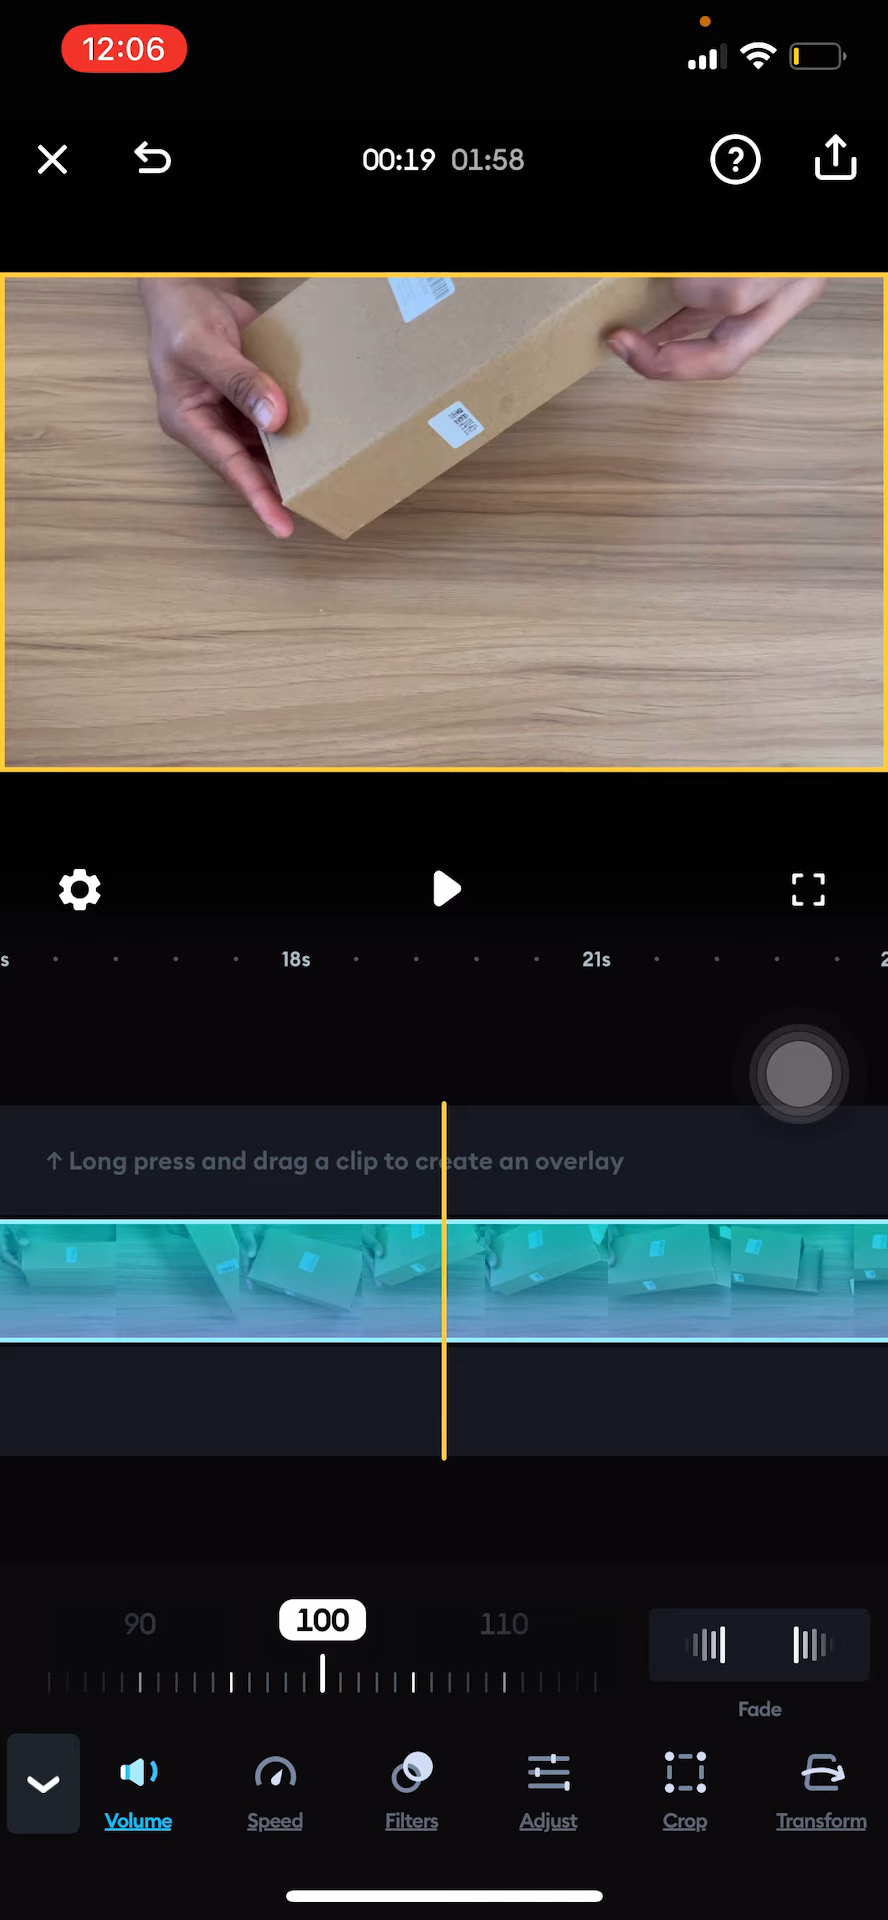 12:06
00:19 01:58
s 18s 21s 2
↑ Long press and drag a clip to create an overlay
90 100 110
Fade
Volume Speed Filters Adjust Crop Transform